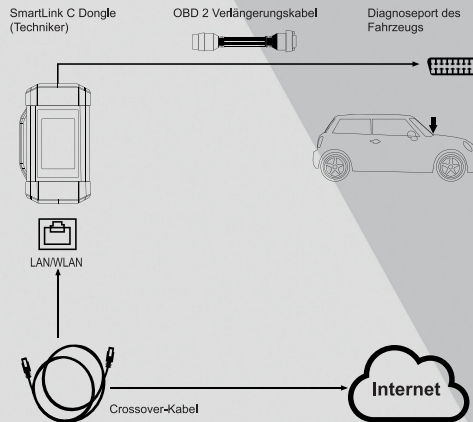 SmartLink C Dongle
(Techniker)
OBD 2 Verlängerungskabel
Diagnoseport des
Fahrzeugs
LAN/WLAN
Crossover-Kabel
Internet